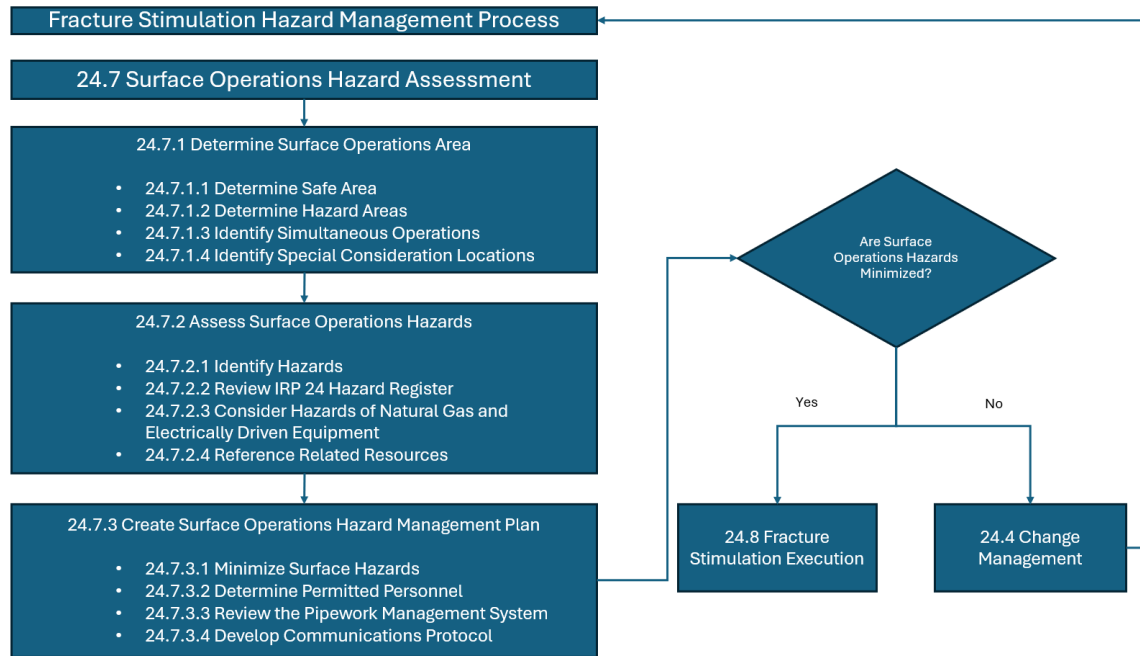 Fracture Stimulation Hazard Management Process
24.7 Surface Operations Hazard Assessment
24.7.1 Determine Surface Operations Area
• 24.7.1.1 Determine Safe Area
• 24.7.1.2 Determine Hazard Areas
• 24.7.1.3 Identify Simultaneous Operations
• 24.7.1.4 Identify Special Consideration Locations
24.7.2 Assess Surface Operations Hazards
• 24.7.2.1 Identify Hazards
• 24.7.2.2 Review IRP 24 Hazard Register
• 24.7.2.3 Consider Hazards of Natural Gas and
Electrically Driven Equipment
• 24.7.2.4 Reference Related Resources
24.7.3 Create Surface Operations Hazard Management Plan
• 24.7.3.1 Minimize Surface Hazards
• 24.7.3.2 Determine Permitted Personnel
• 24.7.3.3 Review the Pipework Management System
• 24.7.3.4 Develop Communications Protocol
Are Surface
Operations Hazards
Minimized?
Yes
No
24.8 Fracture
Stimulation Execution
24.4 Change
Management